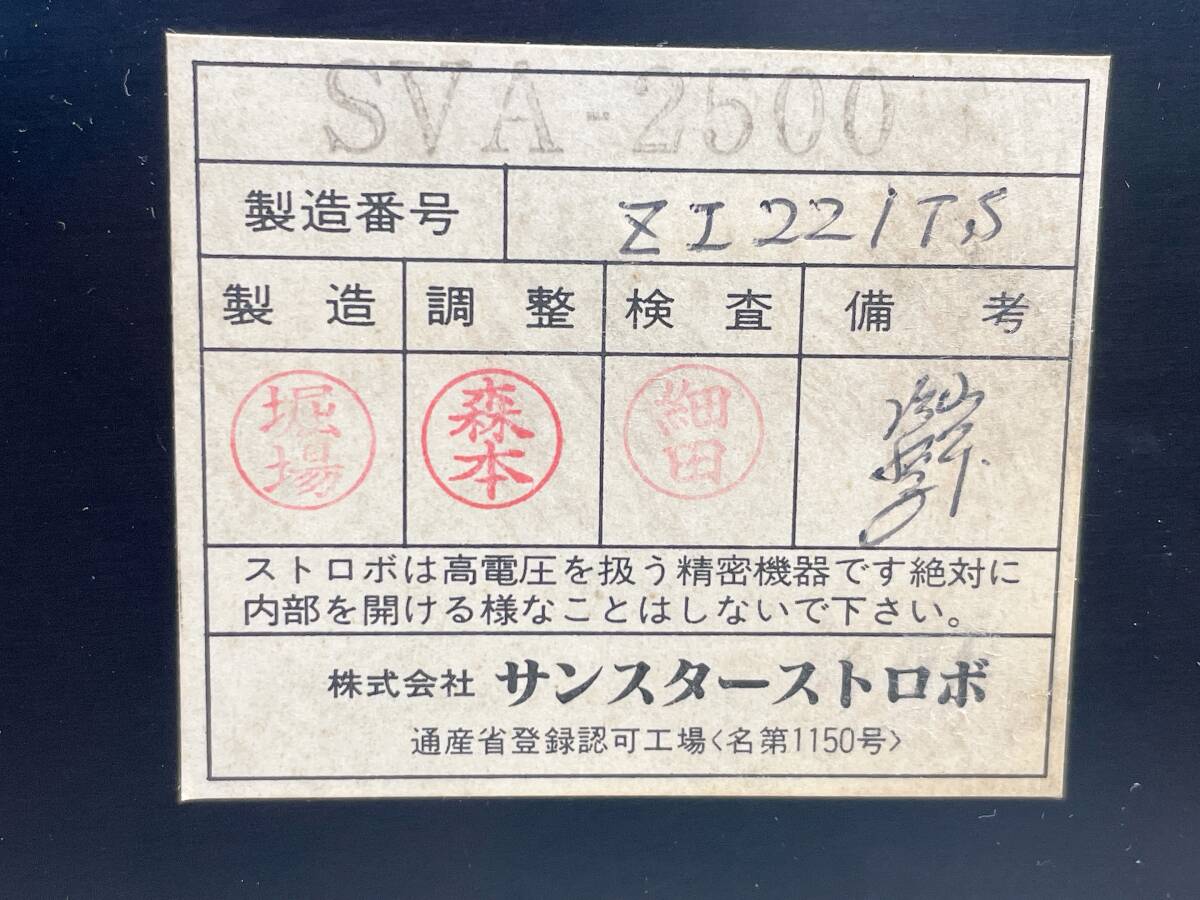 SVA-2500
製造番号 ZI221TS
製造 調整 検査 備考
堀場 森本 細田
ストロボは高電圧を扱う精密機器です絶対に
内部を開ける様なことはしないで下さい。
株式会社 サンスターストロボ
通産省登録認可工場<名第1150号>